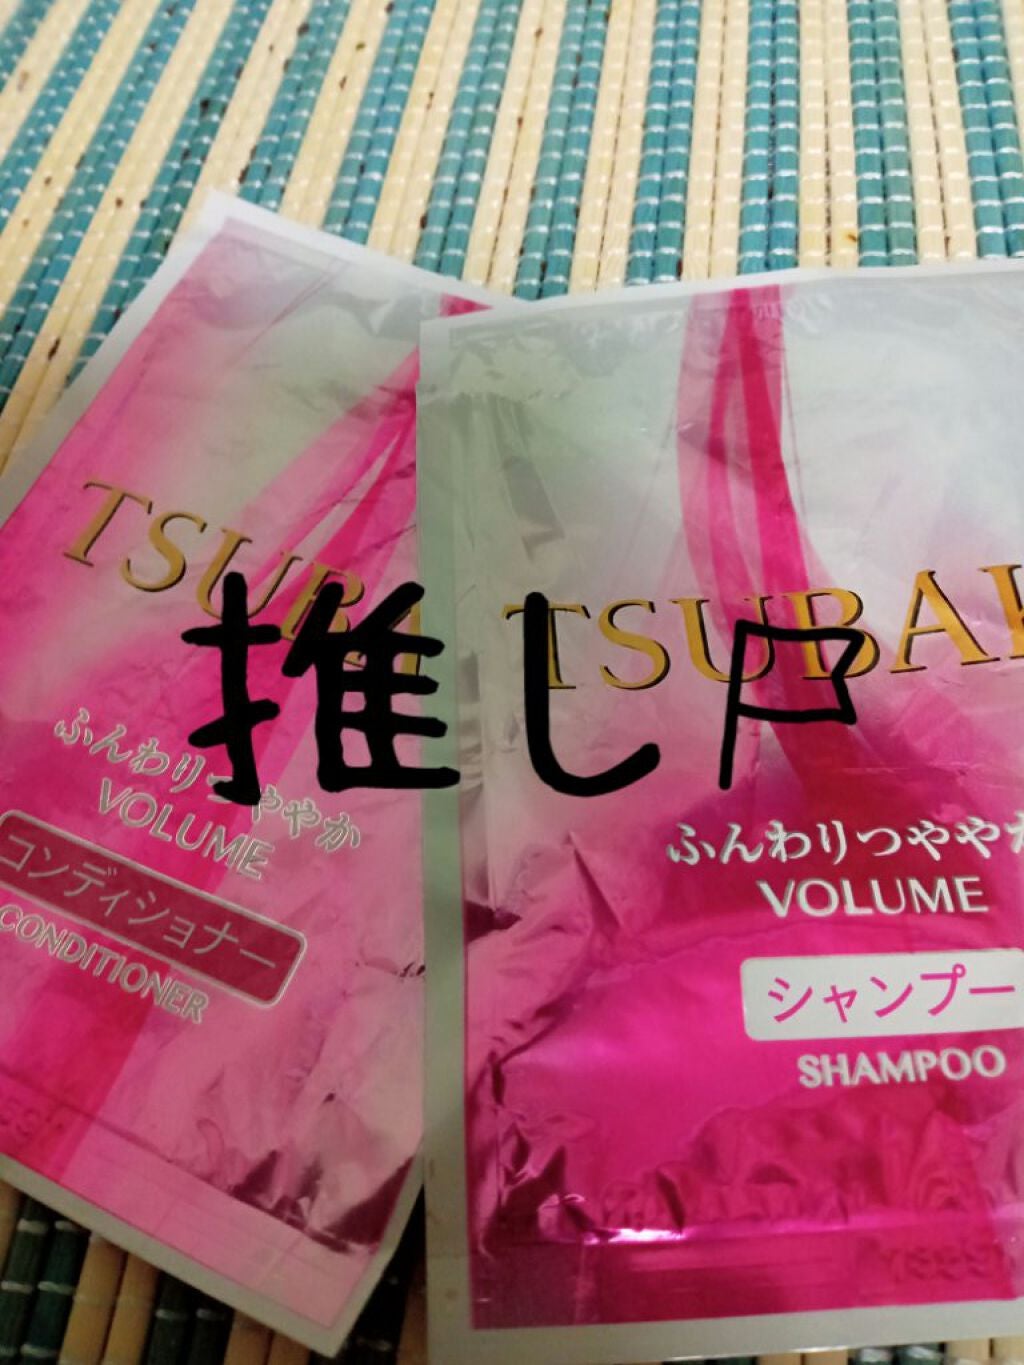 TSUBA
ふんわりつややか
VOLUME
コンディショナー
CONDITIONER
推し
TSUBAK
ふんわりつややか
VOLUME
シャンプー
SHAMPOO